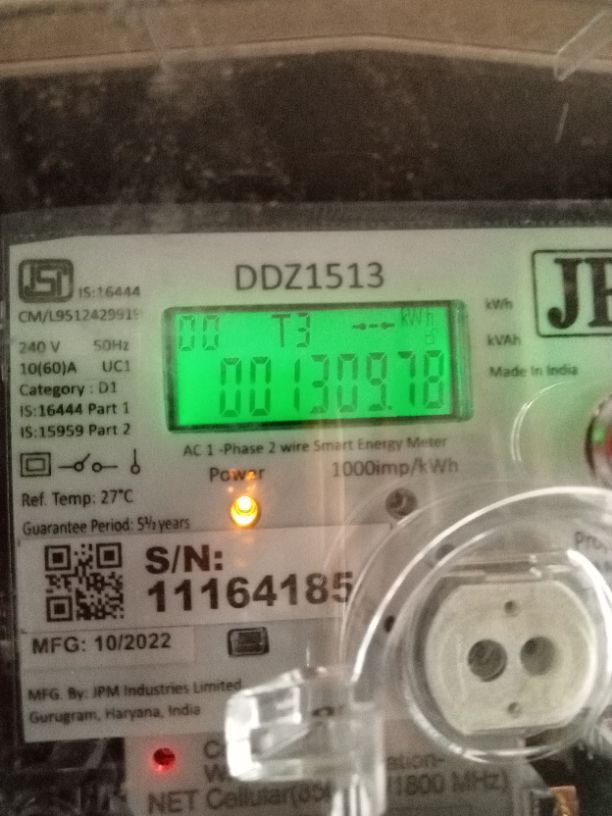 DDZ1513
ISI IS:16444
CM/L9512429919
240 V 50Hz
10(60)A UC1
Category : D1
IS:16444 Part 1
IS:15959 Part 2
00 T3 kWh
001309.78
kWh
kVAh
Made In India
AC 1 -Phase 2 wire Smart Energy Meter
Power 1000imp/kWh
Ref. Temp: 27°C
Guarantee Period: 5½ years
S/N:
11164185
MFG: 10/2022
MFG. By: JPM Industries Limited
Gurugram, Haryana, India
NET Cellular
1800 MHz)